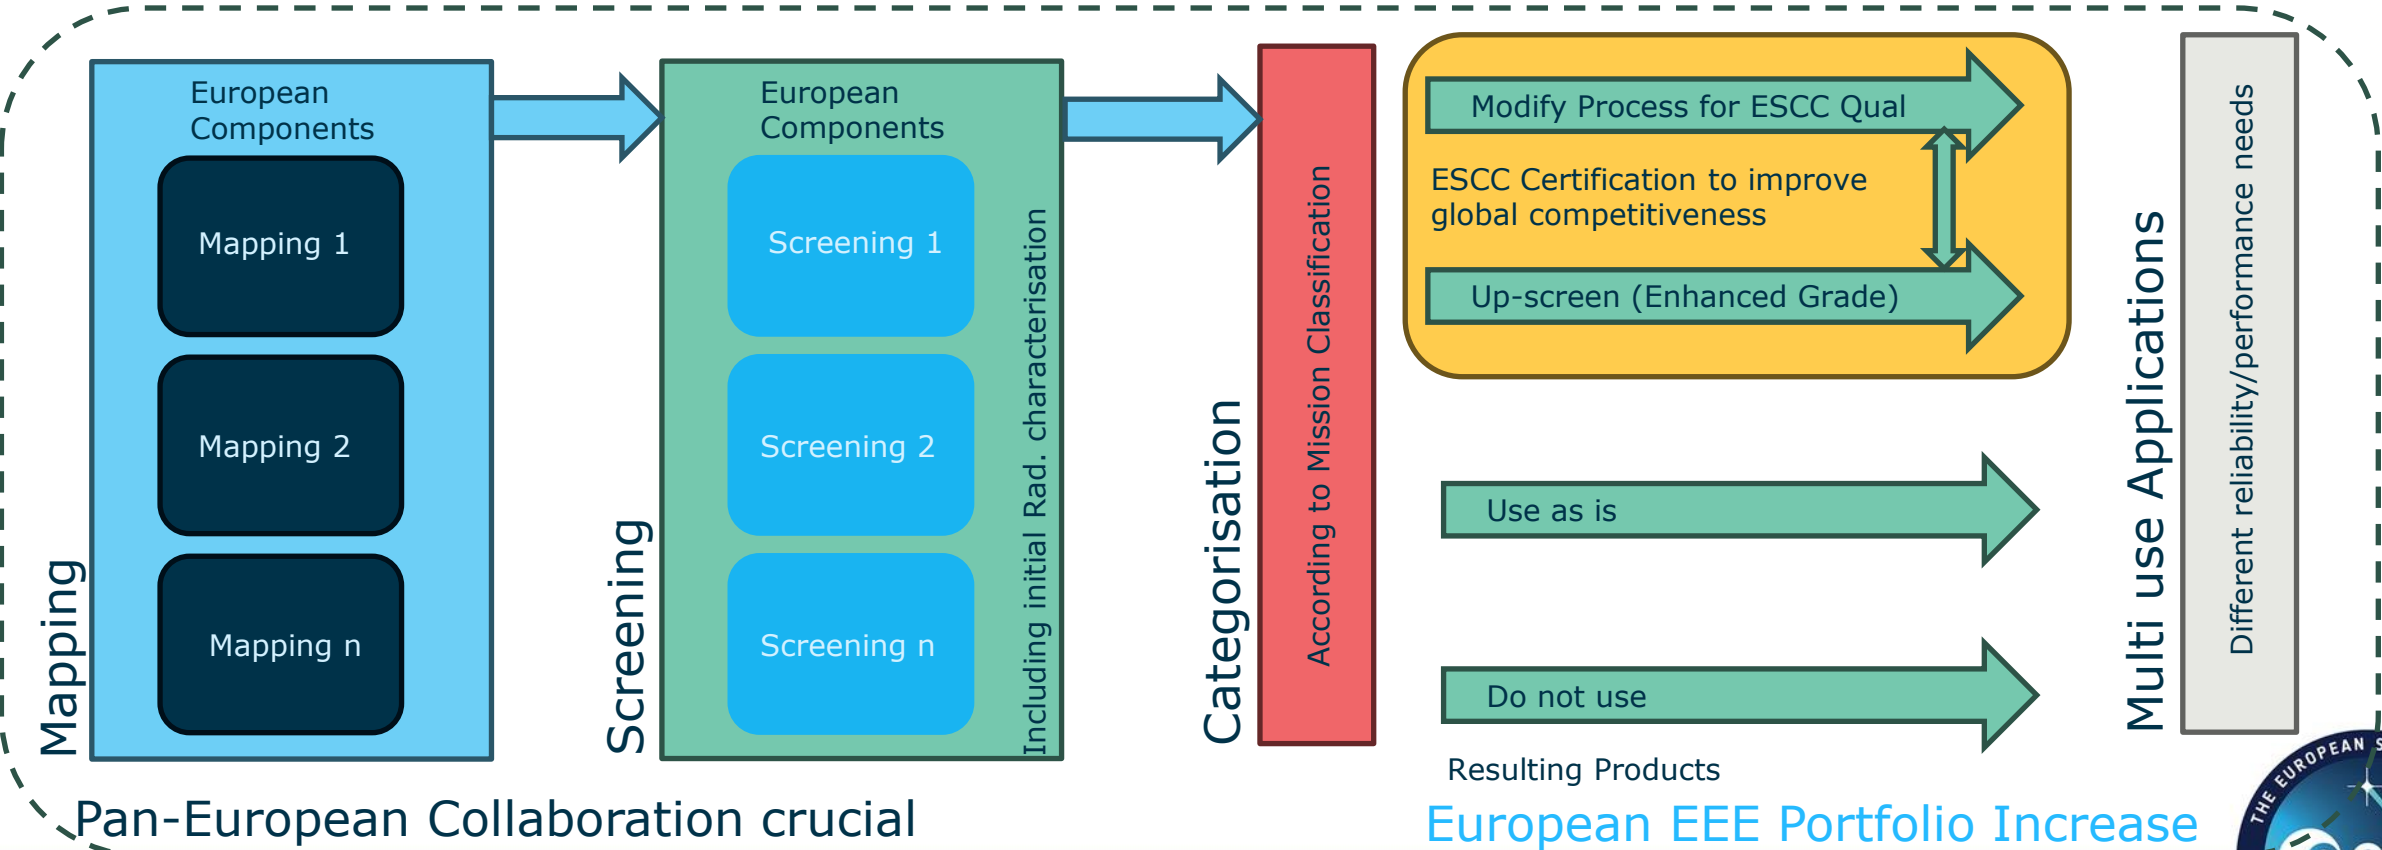 Mapping
European
Components
Mapping 1
Mapping 2
Mapping n
Screening
European
Components
Screening 1
Screening 2
Screening n
Including initial Rad. characterisation
Categorisation
According to Mission Classification
Modify Process for ESCC Qual
ESCC Certification to improve
global competitiveness
Up-screen (Enhanced Grade)
Use as is
Do not use
Resulting Products
Multi use Applications
Different reliability/performance needs
Pan-European Collaboration crucial
European EEE Portfolio Increase
THE EUROPEAN